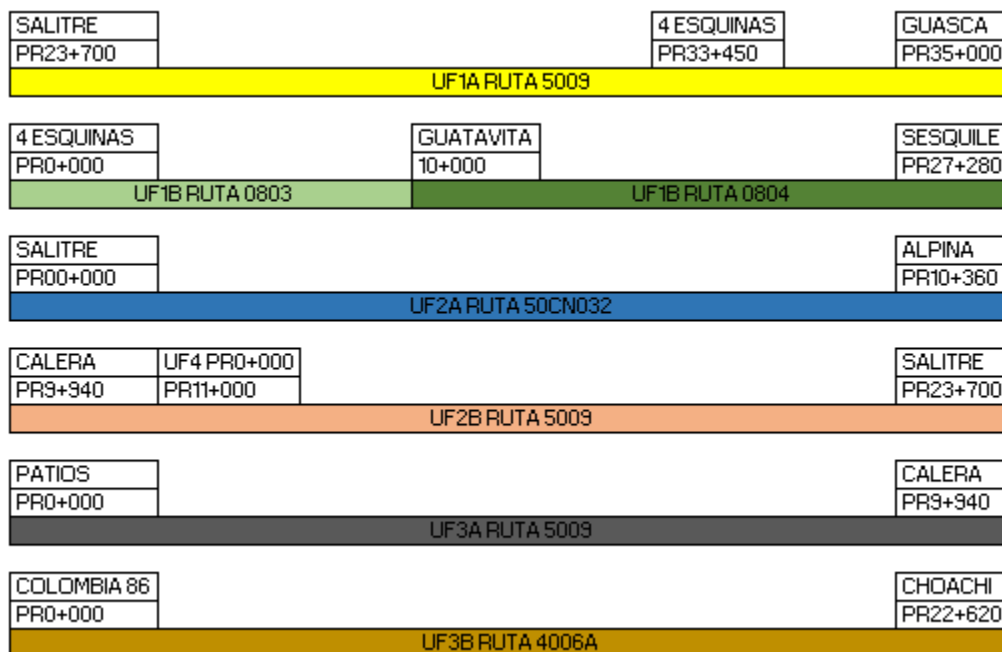 SALITRE 4 ESQUINAS GUASCA
PR23+700 PR33+450 PR35+000
UF1A RUTA 5009
4 ESQUINAS GUATAVITA SESQUILE
PR0+000 10+000 PR27+280
UF1B RUTA 0803 UF1B RUTA 0804
SALITRE ALPINA
PR00+000 PR10+360
UF2A RUTA 50CN032
CALERA UF4 PR0+000 SALITRE
PR9+940 PR11+000 PR23+700
UF2B RUTA 5009
PATIOS CALERA
PR0+000 PR9+940
UF3A RUTA 5009
COLOMBIA 86 CHOACHI
PR0+000 PR22+620
UF3B RUTA 4006A